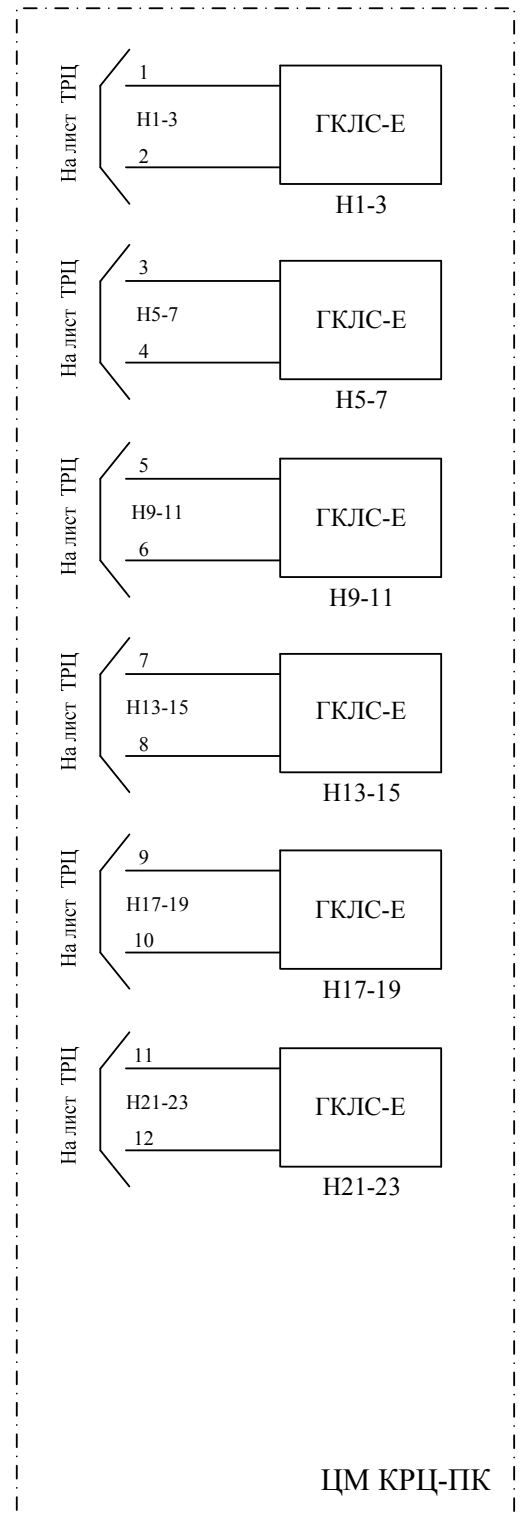 На лист ТРЦ
1
Н1-3
2
ГКЛС-Е
Н1-3
На лист ТРЦ
3
Н5-7
4
ГКЛС-Е
Н5-7
На лист ТРЦ
5
Н9-11
6
ГКЛС-Е
Н9-11
На лист ТРЦ
7
Н13-15
8
ГКЛС-Е
Н13-15
На лист ТРЦ
9
Н17-19
10
ГКЛС-Е
Н17-19
На лист ТРЦ
11
Н21-23
12
ГКЛС-Е
Н21-23
ЦМ КРЦ-ПК